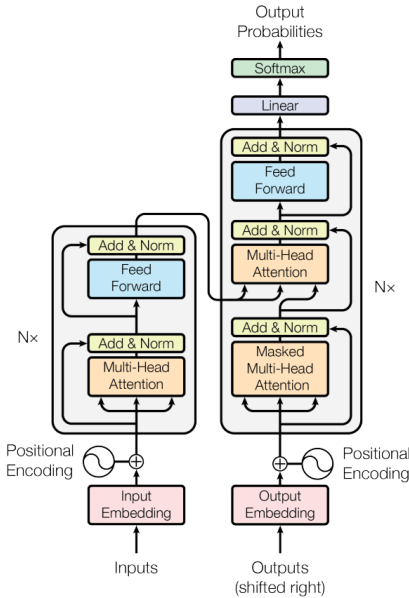 Output
Probabilities
Softmax
Linear
Add & Norm
Feed
Forward
Add & Norm
Multi-Head
Attention
Add & Norm
Masked
Multi-Head
Attention
N×
Add & Norm
Feed
Forward
Add & Norm
Multi-Head
Attention
N×
Positional
Encoding
Positional
Encoding
Input
Embedding
Output
Embedding
Inputs
Outputs
(shifted right)